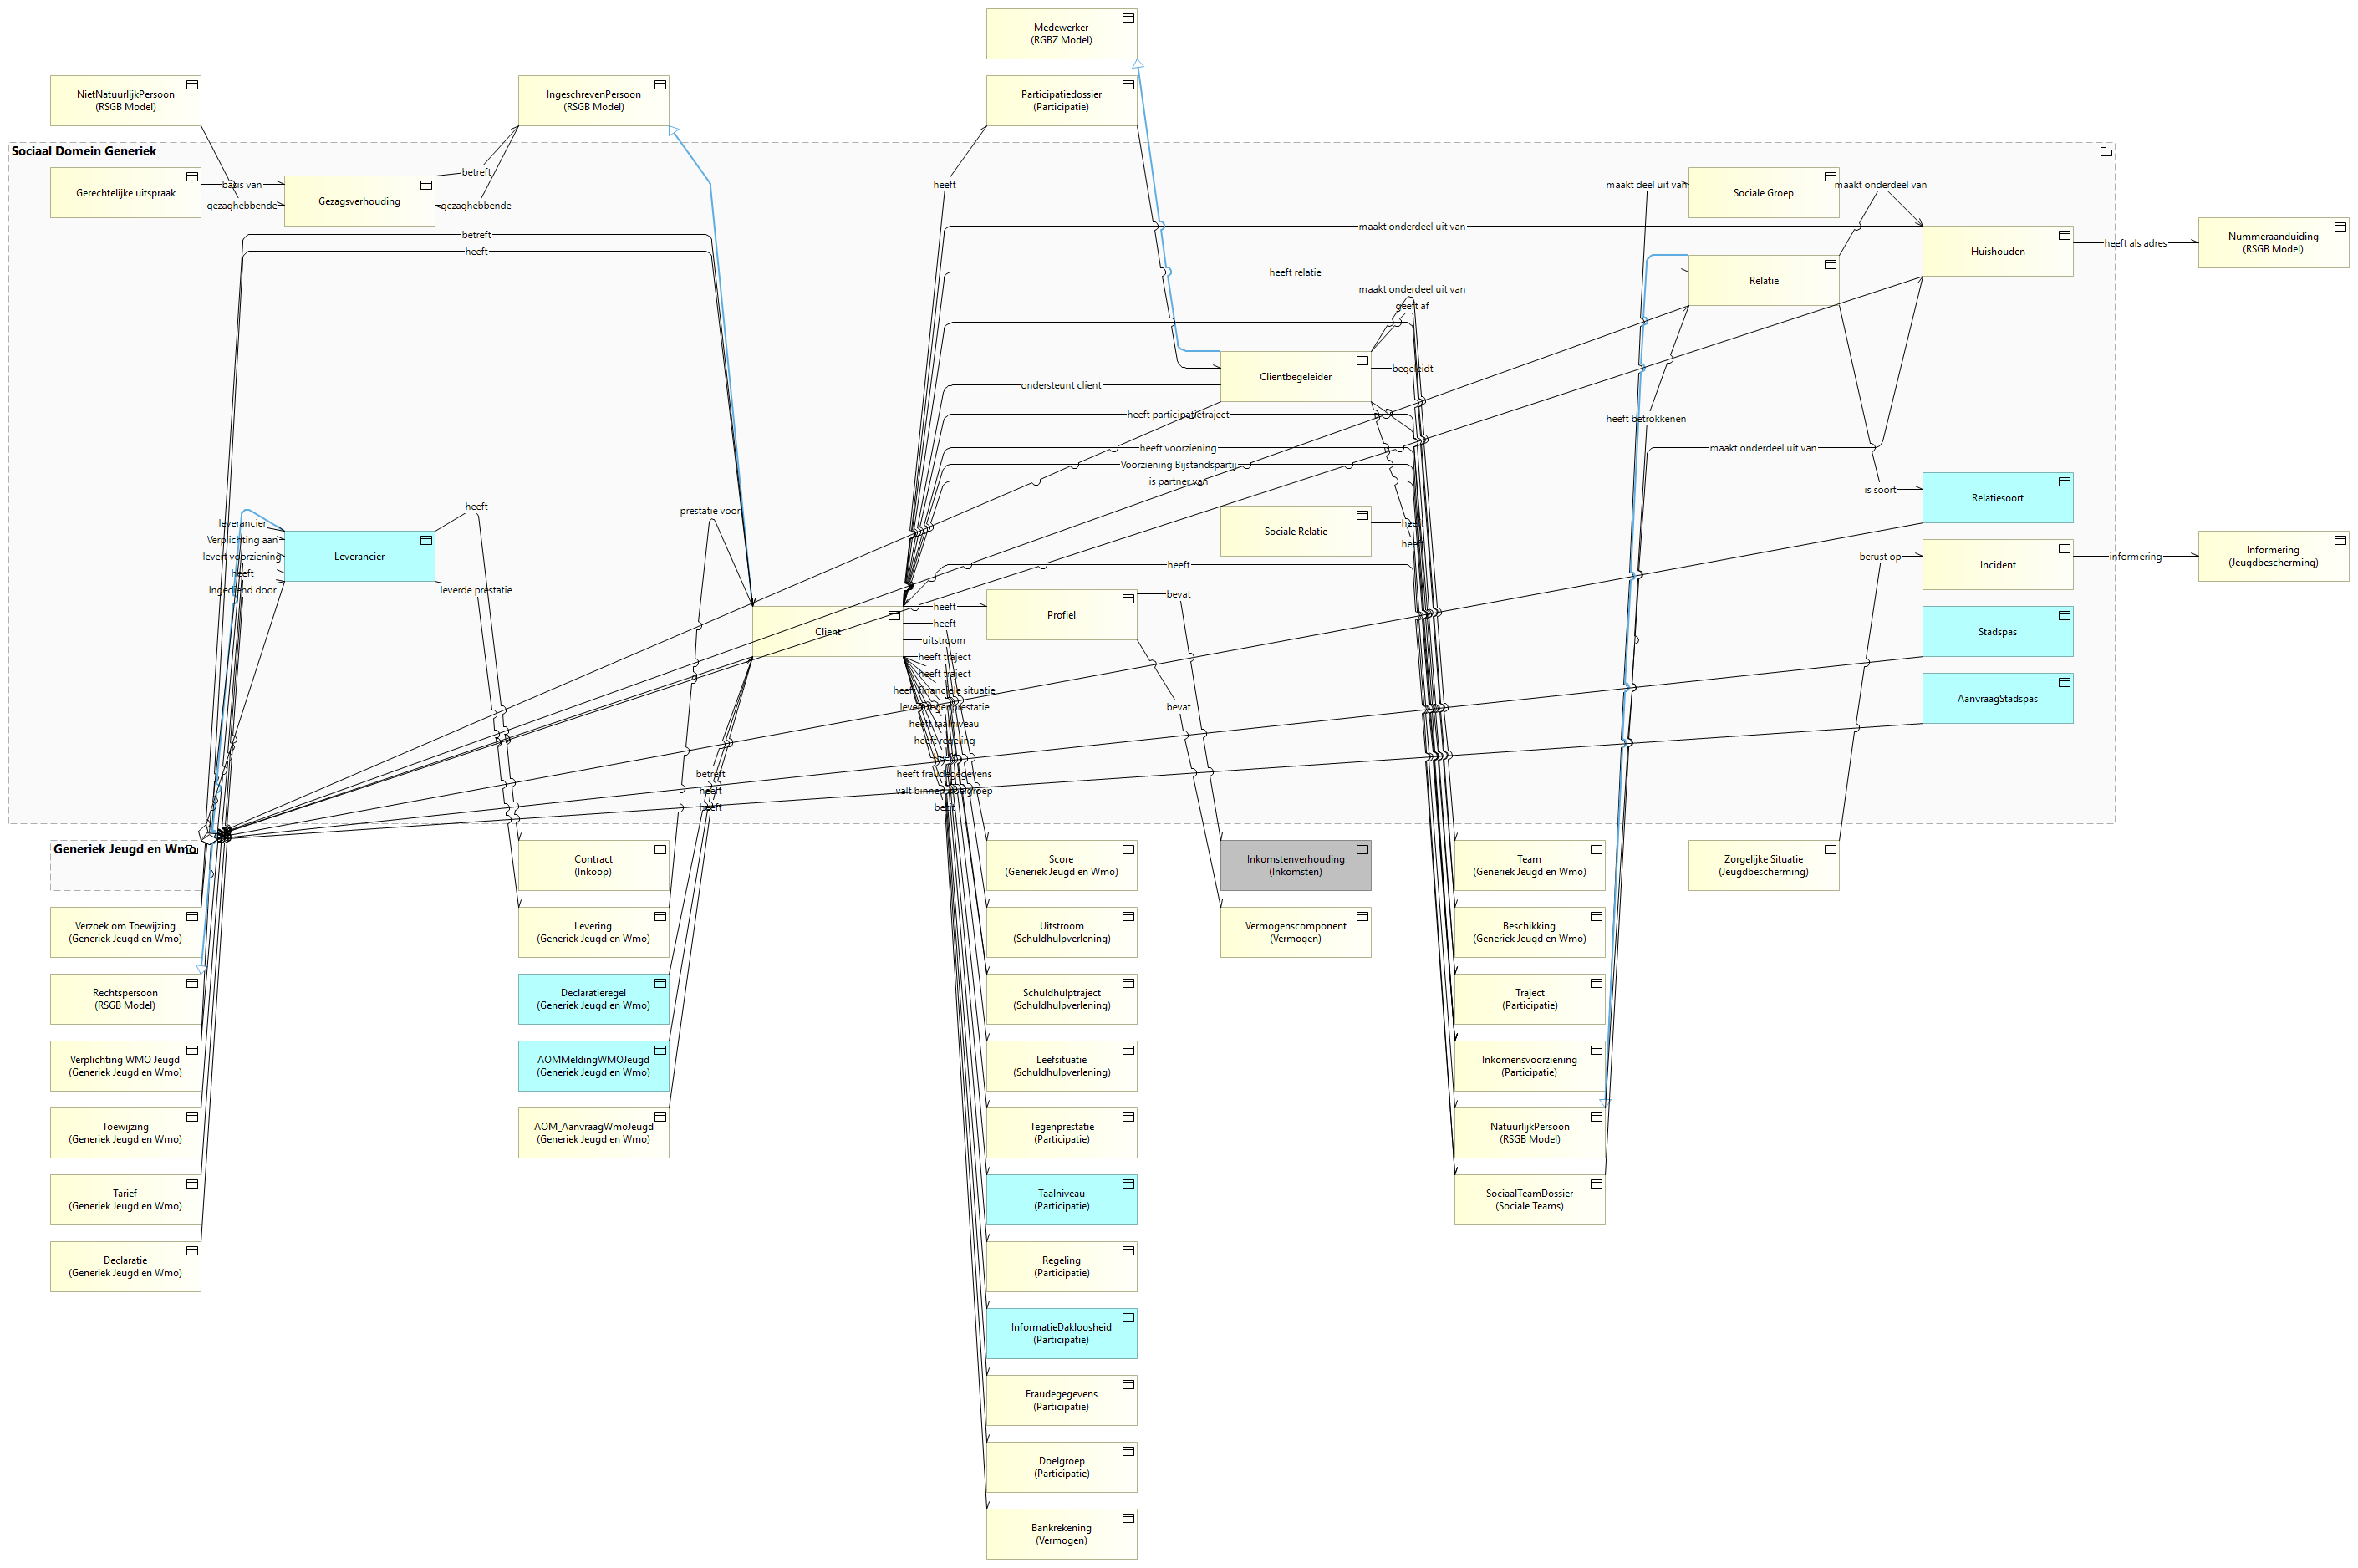 Medewerker
(RGBZ Model)
NietNatuurlijkPersoon
(RSGB Model)
IngeschrevenPersoon
(RSGB Model)
Participatiedossier
(Participatie)
Sociaal Domein Generiek
Gerechtelijke uitspraak
basis van
gezaghebbende
Gezagsverhouding
betreft
gezaghebbende
heeft
maakt deel uit van
Sociale Groep
maakt onderdeel van
betreft
heeft
maakt onderdeel uit van
Huishouden
heeft als adres
Nummeraanduiding
(RSGB Model)
heeft relatie
Relatie
maakt onderdeel uit van
geeft af
Clientbegeleider
begeleidt
ondersteunt client
heeft participatietraject
heeft betrokkenen
heeft voorziening
maakt onderdeel uit van
Voorziening Bijstandspartij
is partner van
is soort
Relatiesoort
heeft
prestatie voor
leverancier
Verplichting aan
levert voorziening
heeft
Ingediend door
Leverancier
leverde prestatie
Sociale Relatie
heeft
heeft
heeft
berust op
Incident
informering
Informering
(Jeugdbescherming)
Client
heeft
heeft
uitstroom
heeft traject
heeft traject
heeft financiele situatie
levert tegenprestatie
heeft taalniveau
heeft regeling
heeft fraudegegevens
valt binnen doelgroep
bezit
Profiel
bevat
bevat
Stadspas
AanvraagStadspas
betreft
heeft
heeft
Generiek Jeugd en Wmo
Contract
(Inkoop)
Score
(Generiek Jeugd en Wmo)
Inkomstenverhouding
(Inkomsten)
Team
(Generiek Jeugd en Wmo)
Zorgelijke Situatie
(Jeugdbescherming)
Verzoek om Toewijzing
(Generiek Jeugd en Wmo)
Levering
(Generiek Jeugd en Wmo)
Uitstroom
(Schuldhulpverlening)
Vermogenscomponent
(Vermogen)
Beschikking
(Generiek Jeugd en Wmo)
Rechtspersoon
(RSGB Model)
Declaratieregel
(Generiek Jeugd en Wmo)
Schuldhulptraject
(Schuldhulpverlening)
Traject
(Participatie)
Verplichting WMO Jeugd
(Generiek Jeugd en Wmo)
AOMMeldingWMOJeugd
(Generiek Jeugd en Wmo)
Leefsituatie
(Schuldhulpverlening)
Inkomensvoorziening
(Participatie)
Toewijzing
(Generiek Jeugd en Wmo)
AOM_AanvraagWmoJeugd
(Generiek Jeugd en Wmo)
Tegenprestatie
(Participatie)
NatuurlijkPersoon
(RSGB Model)
Tarief
(Generiek Jeugd en Wmo)
Taalniveau
(Participatie)
SociaalTeamDossier
(Sociale Teams)
Declaratie
(Generiek Jeugd en Wmo)
Regeling
(Participatie)
InformatieDakloosheid
(Participatie)
Fraudegegevens
(Participatie)
Doelgroep
(Participatie)
Bankrekening
(Vermogen)